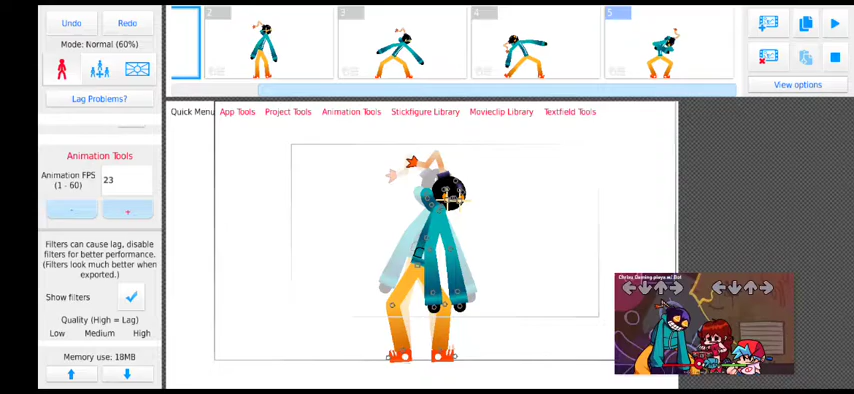 Undo
Redo
Mode: Normal (60%)
Lag Problems?
Animation Tools
Animation FPS
(1 - 60)
23
-
+
Filters can cause lag, disable
filters for better performance.
(Filters look much better when
exported.)
Show filters
Quality (High = Lag)
Low Medium High
Memory use: 18MB
2
3
4
5
View options
Quick Menu App Tools Project Tools Animation Tools Stickfigure Library Movieclip Library Textfield Tools